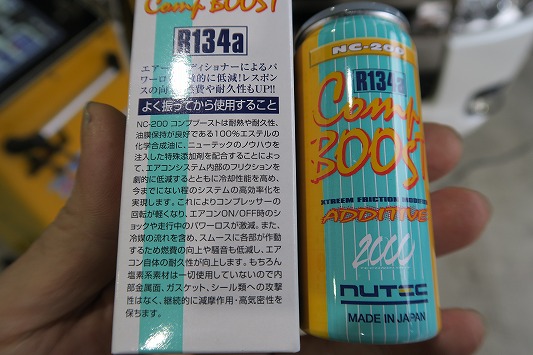 Comp BOOST
R134a
エアーコンディショナーによるパ
ワーロスを劇的に低減!レスポン
スの向上、燃費や耐久性もUP!!
よく振ってから使用すること
NC-200 コンプブーストは耐熱や耐久性、
油膜保持が良好である100%エステルの
化学合成油に、ニューテックのノウハウを
注入した特殊添加剤を配合することによっ
て、エアコンシステム内部のフリクションを
劇的に低減するとともに冷却性能を高め、
今までにない程のシステムの高効率化を
実現します。これによりコンプレッサーの
回転が軽くなり、エアコンON/OFF時のショ
ックや走行中のパワーロスが激減。また、
冷媒の流れを含め、スムースに各部が作動
するため燃費の向上や騒音も低減し、エア
コン自体の耐久性が向上します。もちろん
塩素系素材は一切使用していないので内
部金属面、ガスケット、シール類への攻撃
性はなく、継続的に減摩作用・高気密性を
保ちます。
NC-200
R134a
Comp
BOOST
XTREEM FRICTION MODIFIED
ADDITIVE
2000
NUTEC
MADE IN JAPAN